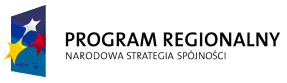 PROGRAM REGIONALNY
NARODOWA STRATEGIA SPÓJNOŚCI